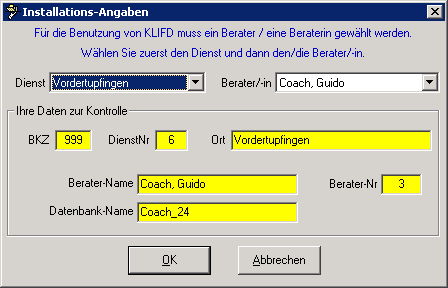 Installations-Angaben
Für die Benutzung von KLIFD muss ein Berater / eine Beraterin gewählt werden.
Wählen Sie zuerst den Dienst und dann den/die Berater/-in.
Dienst Vordertupfingen Berater/-in Coach, Guido
Ihre Daten zur Kontrolle
BKZ 999 DienstNr 6 Ort Vordertupfingen
Berater-Name Coach, Guido Berater-Nr 3
Datenbank-Name Coach_24
OK Abbrechen